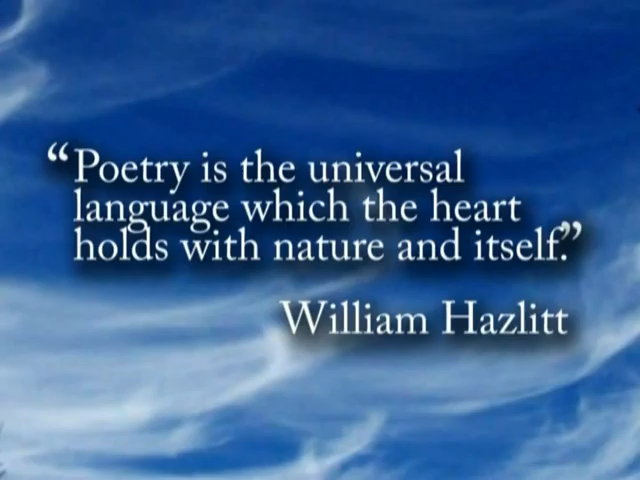 “Poetry is the universal
language which the heart
holds with nature and itself.”
William Hazlitt